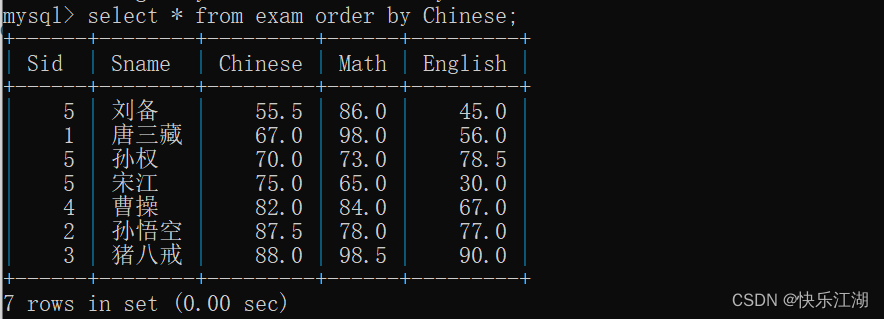 mysql> select * from exam order by Chinese;
+------+--------+---------+------+---------+
| Sid | Sname | Chinese | Math | English |
+------+--------+---------+------+---------+
| 5 | 刘备 | 55.5 | 86.0 | 45.0 |
| 1 | 唐三藏 | 67.0 | 98.0 | 56.0 |
| 5 | 孙权 | 70.0 | 73.0 | 78.5 |
| 5 | 宋江 | 75.0 | 65.0 | 30.0 |
| 4 | 曹操 | 82.0 | 84.0 | 67.0 |
| 2 | 孙悟空 | 87.5 | 78.0 | 77.0 |
| 3 | 猪八戒 | 88.0 | 98.5 | 90.0 |
+------+--------+---------+------+---------+
7 rows in set (0.00 sec)
CSDN @快乐江湖